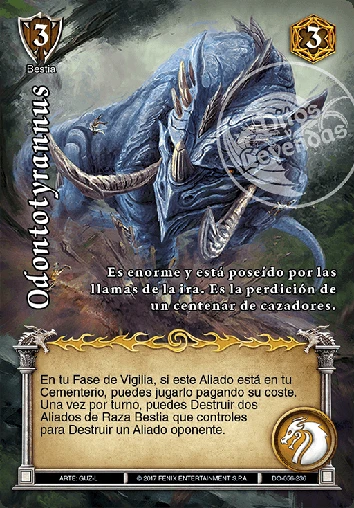 3
Bestia
3
Mitos
y
Leyendas
Odontotyrannus
Es enorme y está poseido por las
llamas de la ira. Es la perdición de
un centenar de cazadores.
En tu Fase de Vigilia, si este Aliado está en tu
Cementerio, puedes jugarlo pagando su coste.
Una vez por turno, puedes Destruir dos
Aliados de Raza Bestia que controles
para Destruir un Aliado oponente.
ARTE: GUZ-L
© 2017 FENIX ENTERTAINMENT S.P.A.